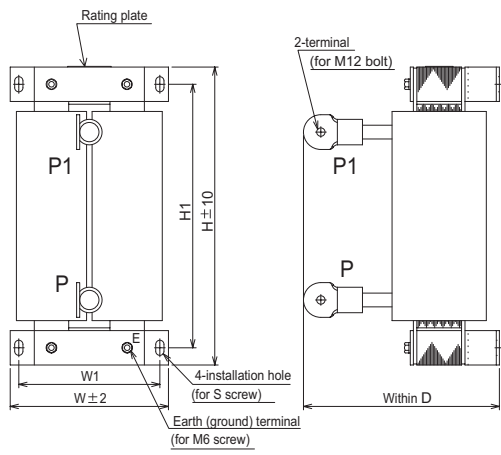 Rating plate
2-terminal
(for M12 bolt)
P1
P
H1
H±10
E
W1
W±2
4-installation hole
(for S screw)
Earth (ground) terminal
(for M6 screw)
P1
P
Within D